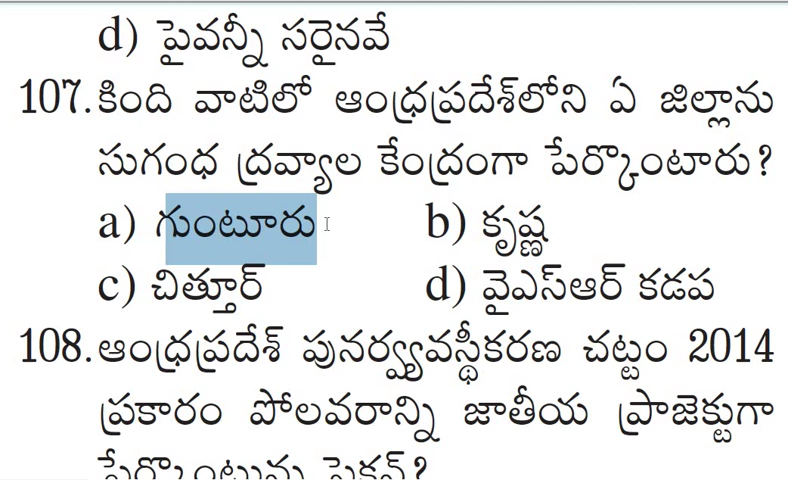 d) పైవన్నీ సరైనవే
107. కింది వాటిలో ఆంధ్రప్రదేశ్‌లోని ఏ జిల్లాను
సుగంధ ద్రవ్యాల కేంద్రంగా పేర్కొంటారు?
a) గుంటూరు b) కృష్ణ
c) చిత్తూర్ d) వైఎస్ఆర్ కడప
108. ఆంధ్రప్రదేశ్ పునర్వ్యవస్థీకరణ చట్టం 2014
ప్రకారం పోలవరాన్ని జాతీయ ప్రాజెక్టుగా
పేర్కొంటున్న సెక్షన్?